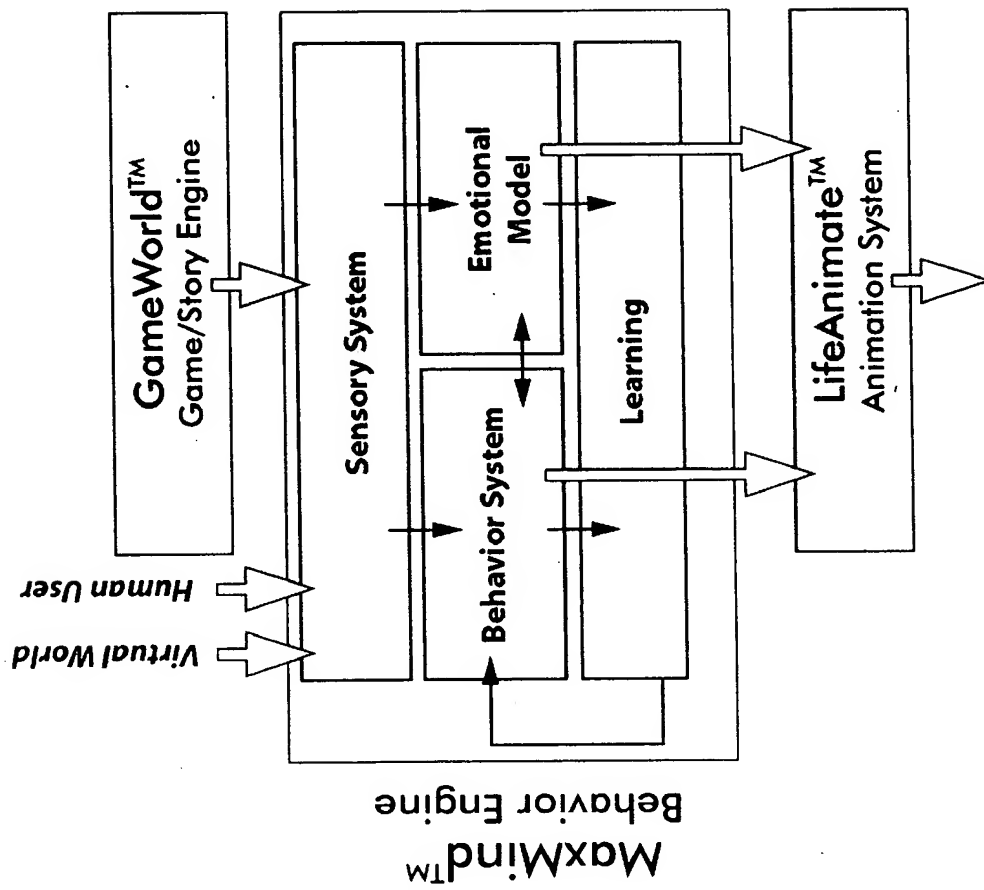 GameWorld™
Game/Story Engine
Human User
Virtual World
Sensory System
Emotional
Model
Behavior System
Learning
MaxMind™
Behavior Engine
LifeAnimate™
Animation System